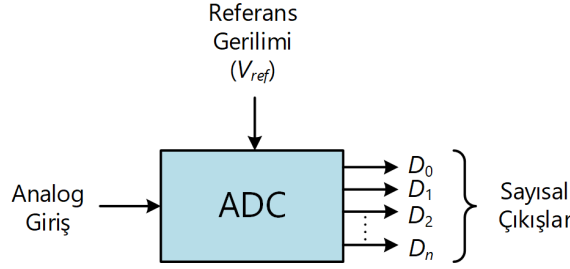 Referans
Gerilimi
(Vref)
Analog
Giriş
ADC
D0
D1
D2
Dn
Sayısal
Çıkışlar